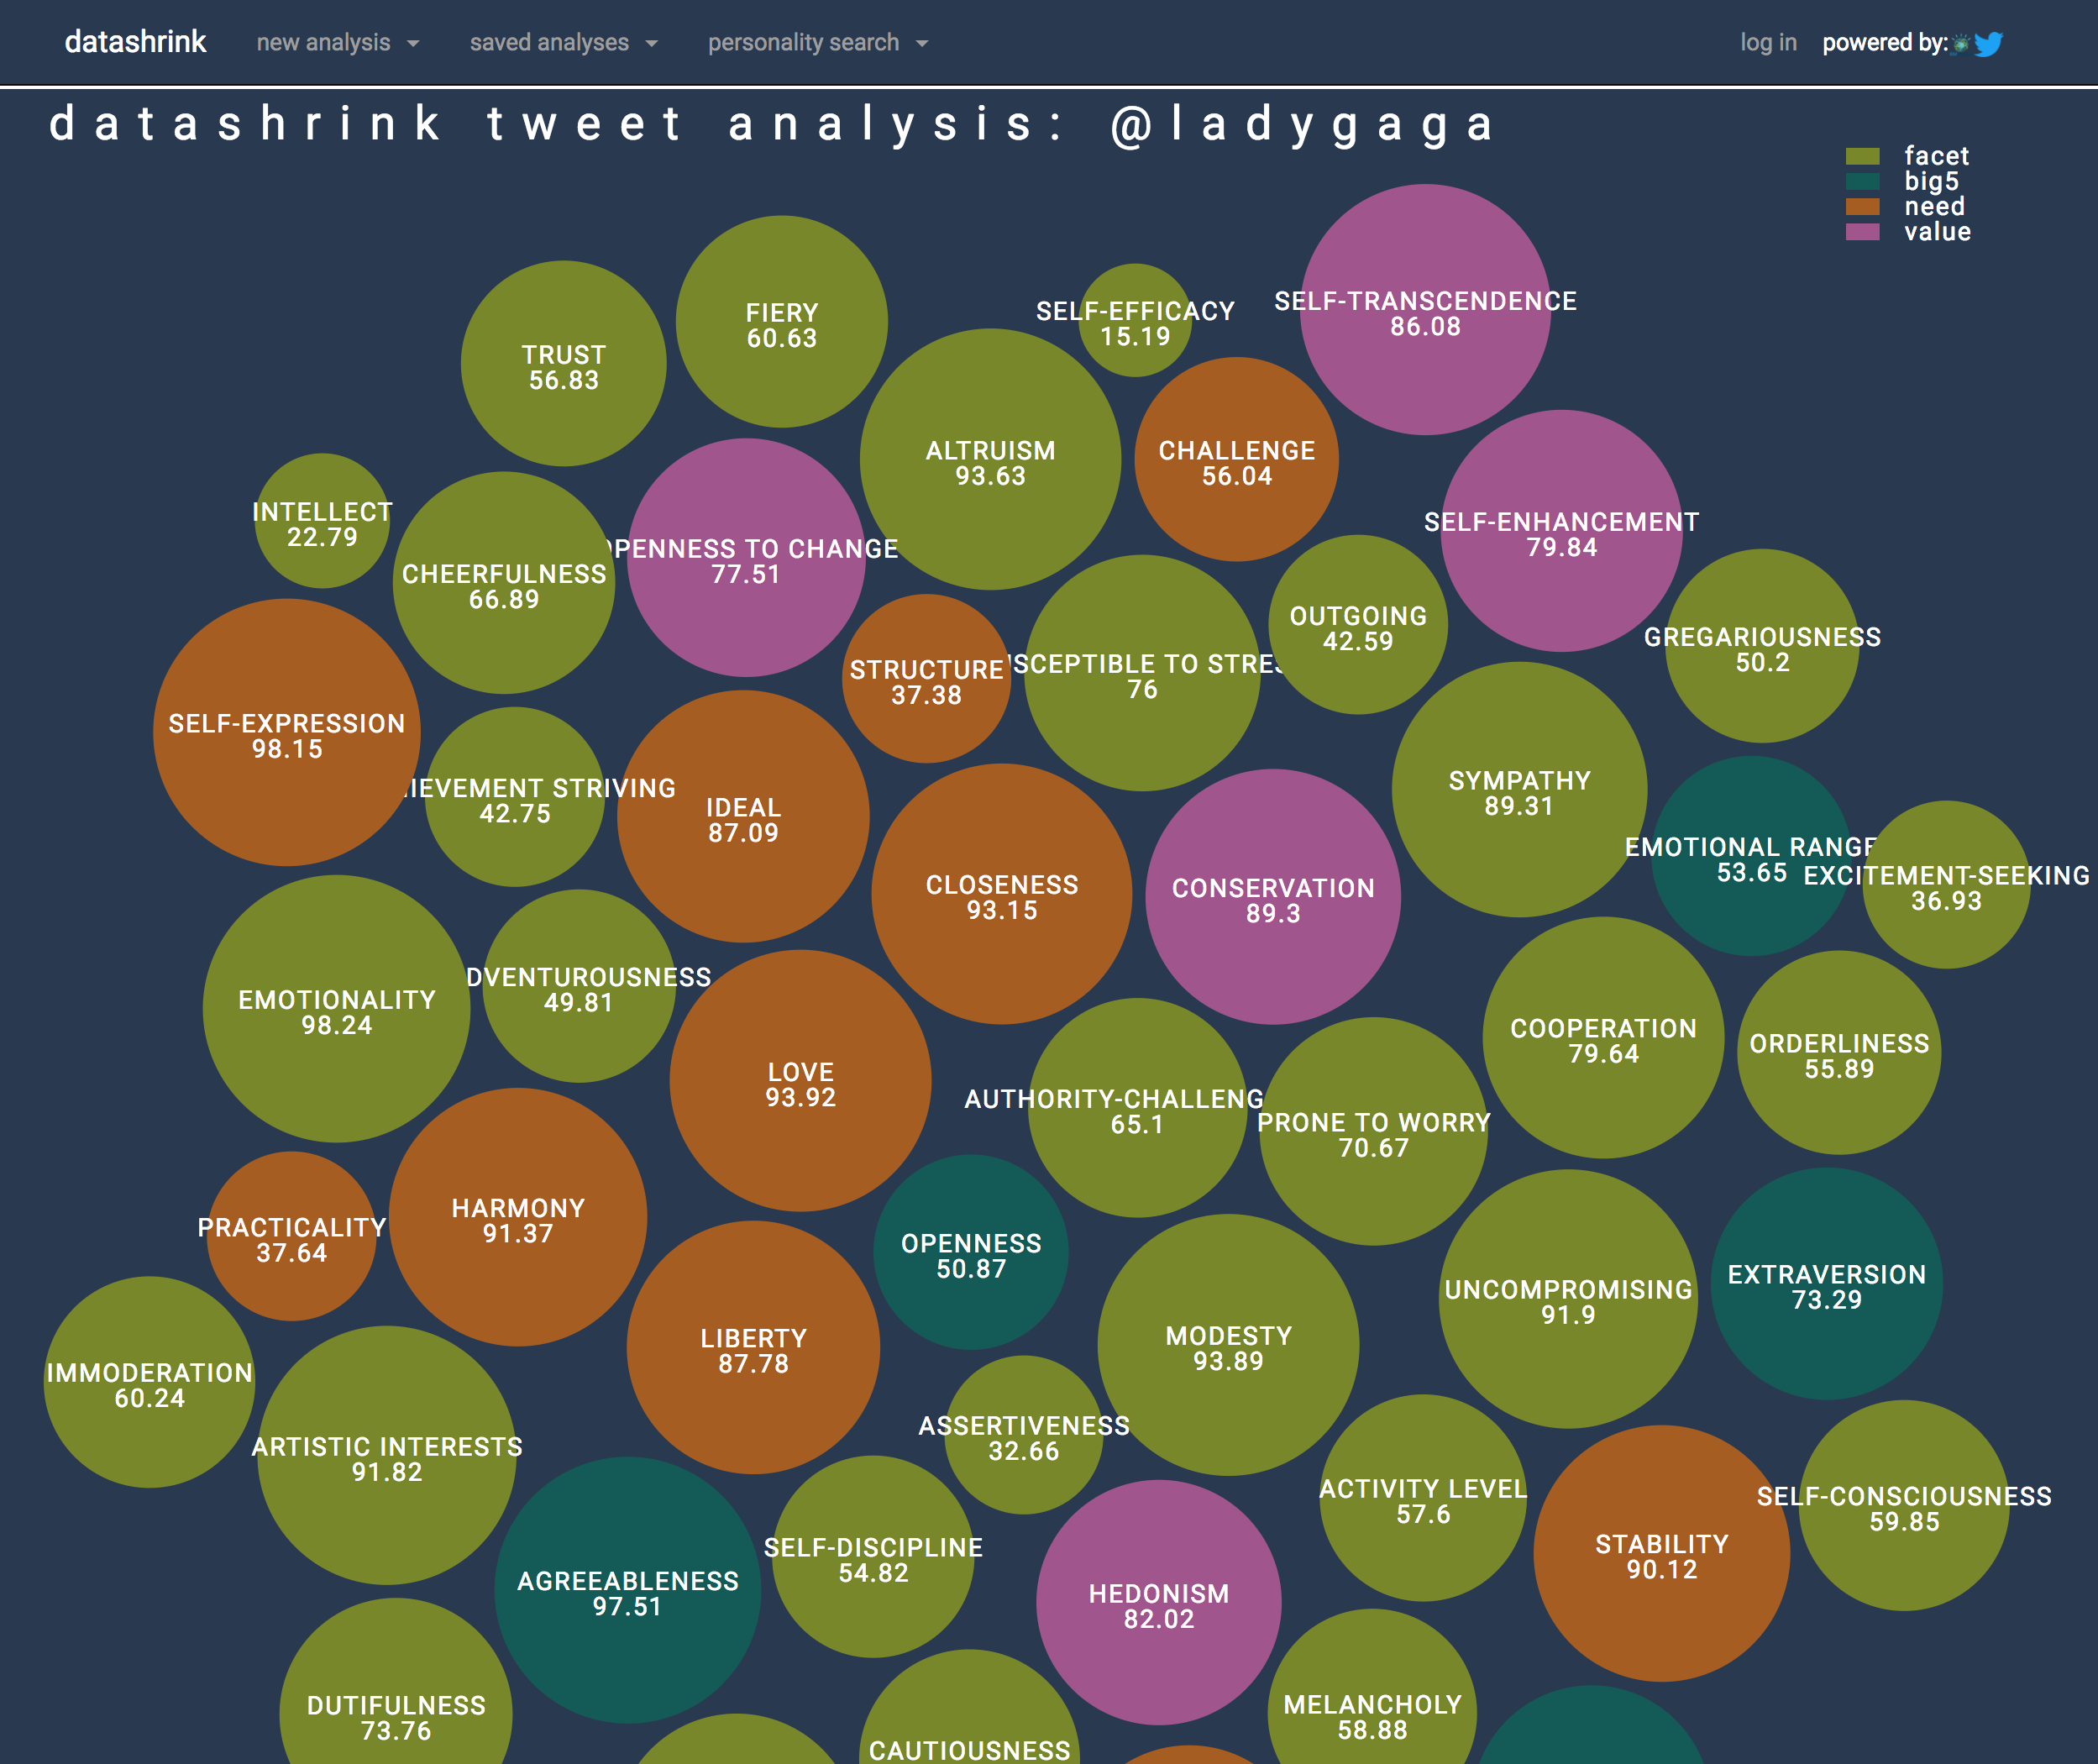 datashrink new analysis saved analyses personality search log in powered by:
datashrink tweet analysis: @ladygaga
facet
big5
need
value
FIERY
60.63
SELF-EFFICACY
15.19
SELF-TRANSCENDENCE
86.08
TRUST
56.83
ALTRUISM
93.63
CHALLENGE
56.04
INTELLECT
22.79
SELF-ENHANCEMENT
79.84
PENNESS TO CHANGE
77.51
CHEERFULNESS
66.89
OUTGOING
42.59
GREGARIOUSNESS
50.2
STRUCTURE
37.38
SCEPTIBLE TO STRES
76
SELF-EXPRESSION
98.15
IEVEMENT STRIVING
42.75
IDEAL
87.09
SYMPATHY
89.31
EMOTIONAL RANGE
53.65
EXCITEMENT-SEEKING
36.93
CLOSENESS
93.15
CONSERVATION
89.3
DVENTUROUSNESS
49.81
EMOTIONALITY
98.24
COOPERATION
79.64
ORDERLINESS
55.89
LOVE
93.92
AUTHORITY-CHALLENG
65.1
PRONE TO WORRY
70.67
HARMONY
91.37
PRACTICALITY
37.64
OPENNESS
50.87
EXTRAVERSION
73.29
UNCOMPROMISING
91.9
LIBERTY
87.78
MODESTY
93.89
IMMODERATION
60.24
ASSERTIVENESS
32.66
ARTISTIC INTERESTS
91.82
ACTIVITY LEVEL
57.6
SELF-CONSCIOUSNESS
59.85
STABILITY
90.12
SELF-DISCIPLINE
54.82
AGREEABLENESS
97.51
HEDONISM
82.02
DUTIFULNESS
73.76
MELANCHOLY
58.88
CAUTIOUSNESS